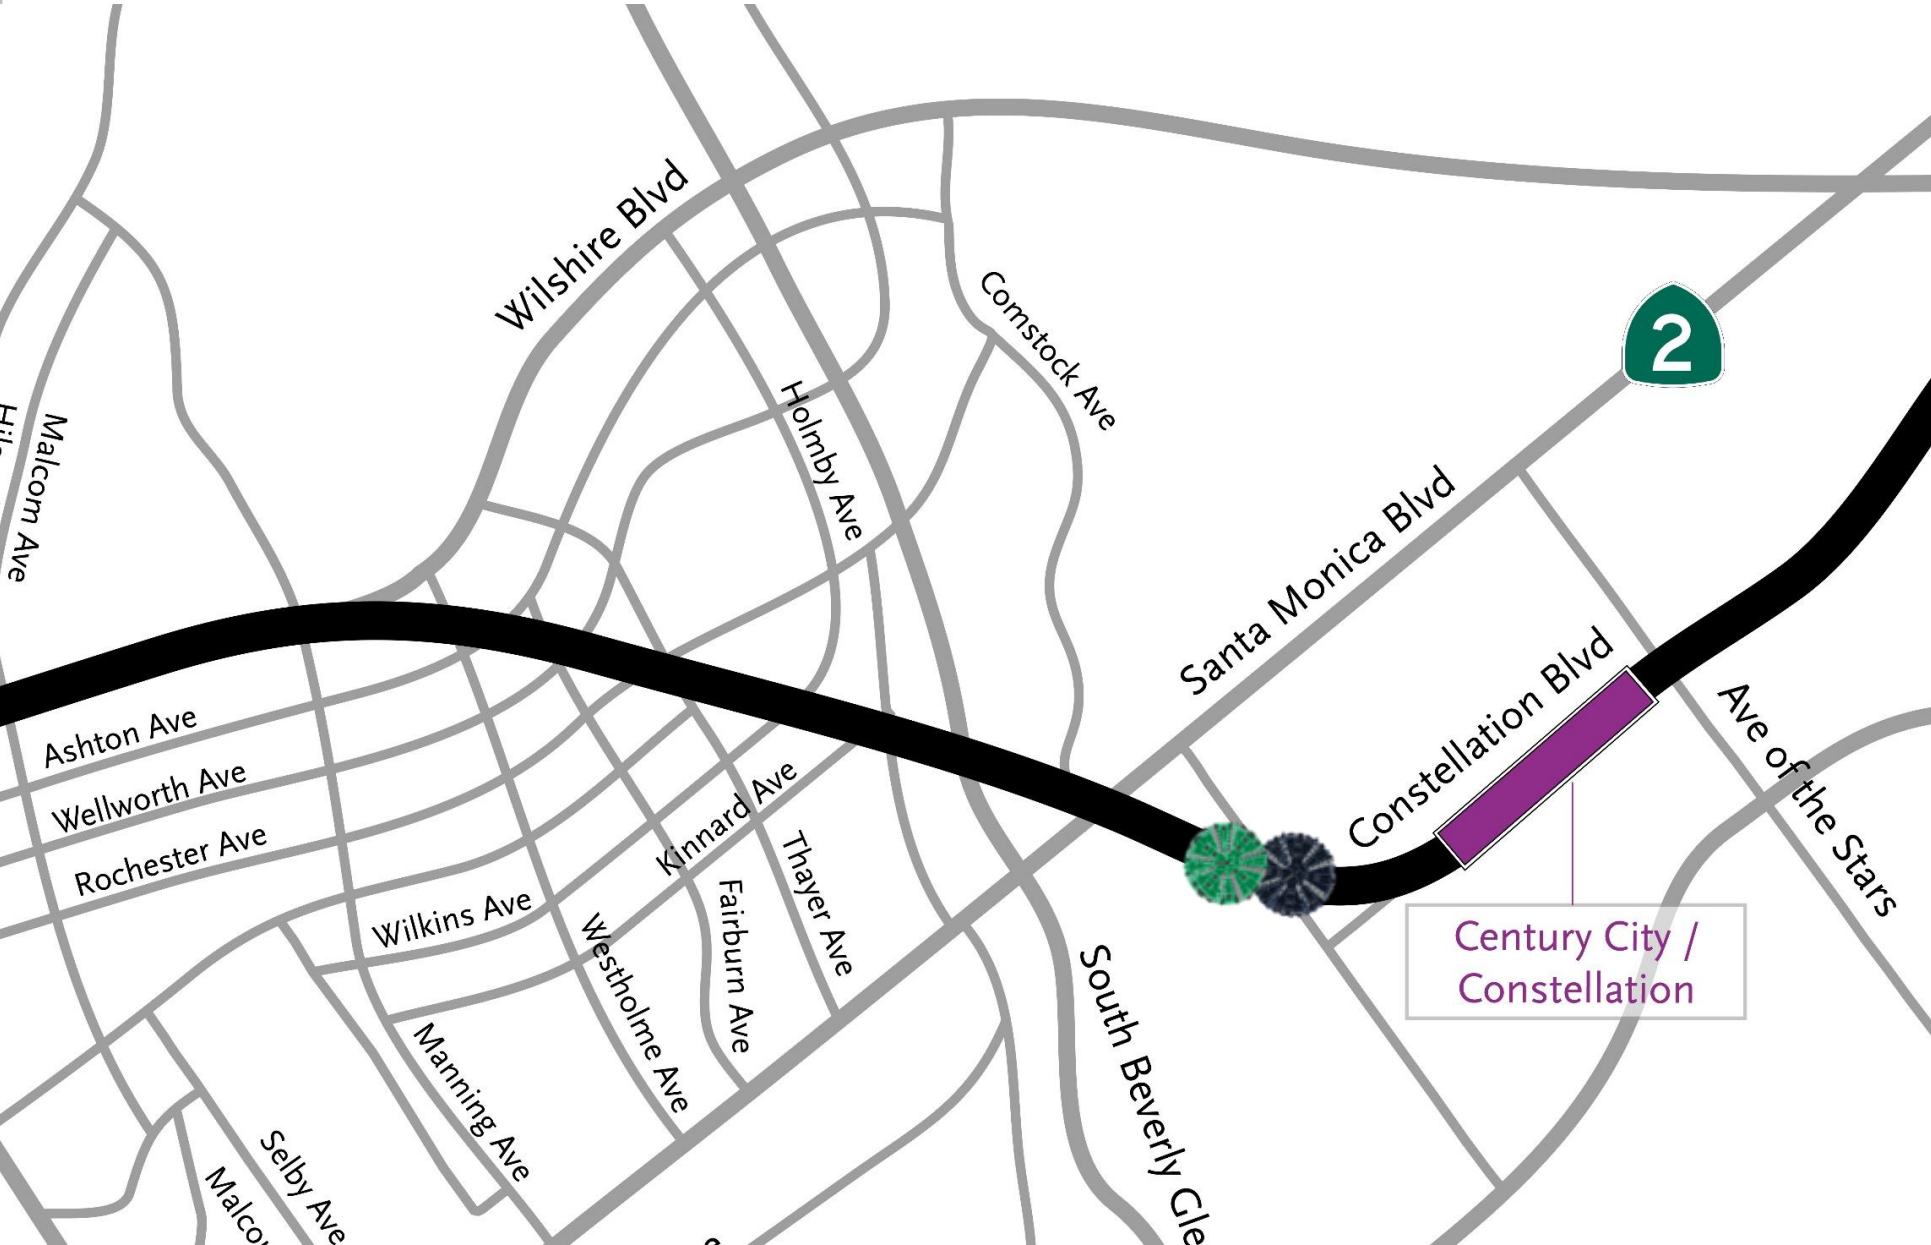 Wilshire Blvd
Comstock Ave
2
Holmby Ave
Malcom Ave
Santa Monica Blvd
Constellation Blvd
Ave of the Stars
Ashton Ave
Wellworth Ave
Rochester Ave
Kinnard Ave
Thayer Ave
Fairburn Ave
Wilkins Ave
Westholme Ave
Century City /
Constellation
South Beverly Gle
Manning Ave
Selby Ave
Malco